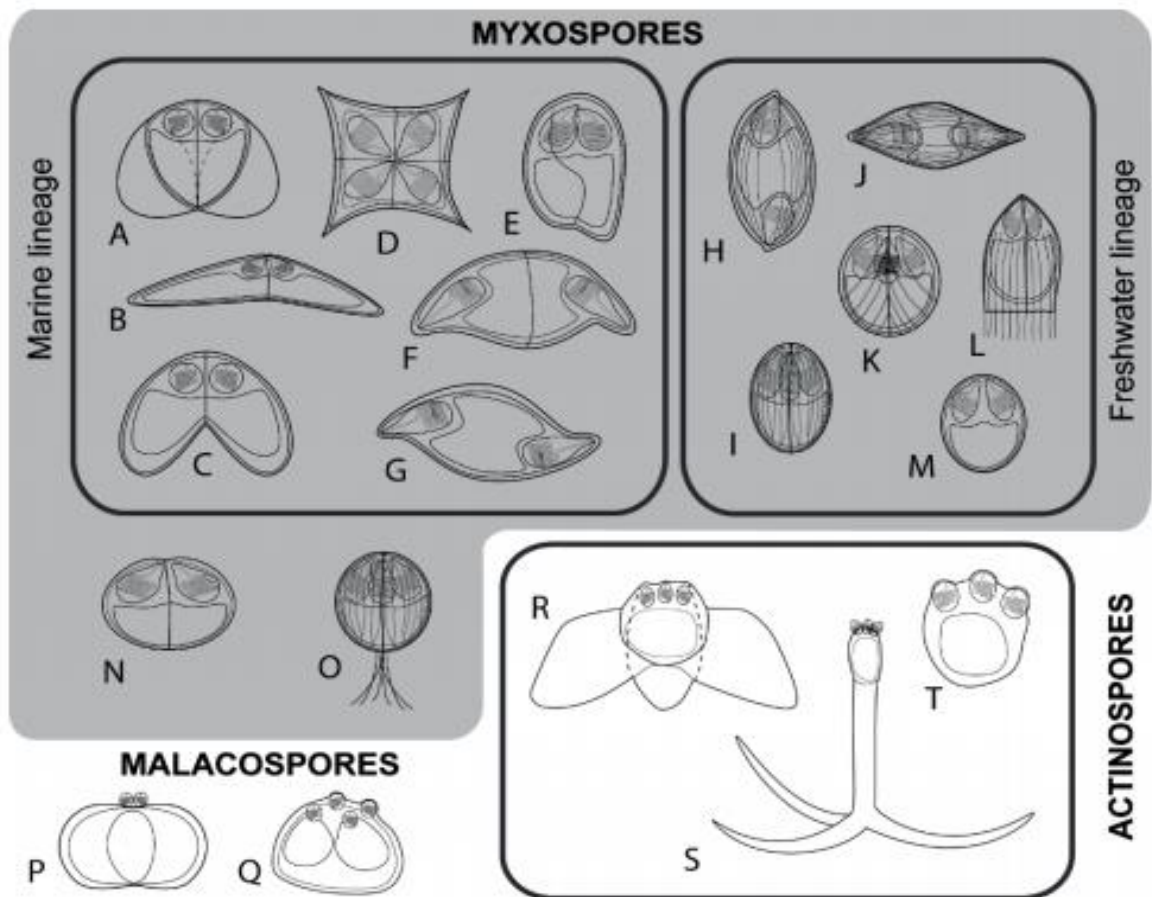 MYXOSPORES
Marine lineage
A
D
E
B
F
C
G
H
J
K
L
I
M
Freshwater lineage
N
O
MALACOSPORES
P
Q
R
S
T
ACTINOSPORES